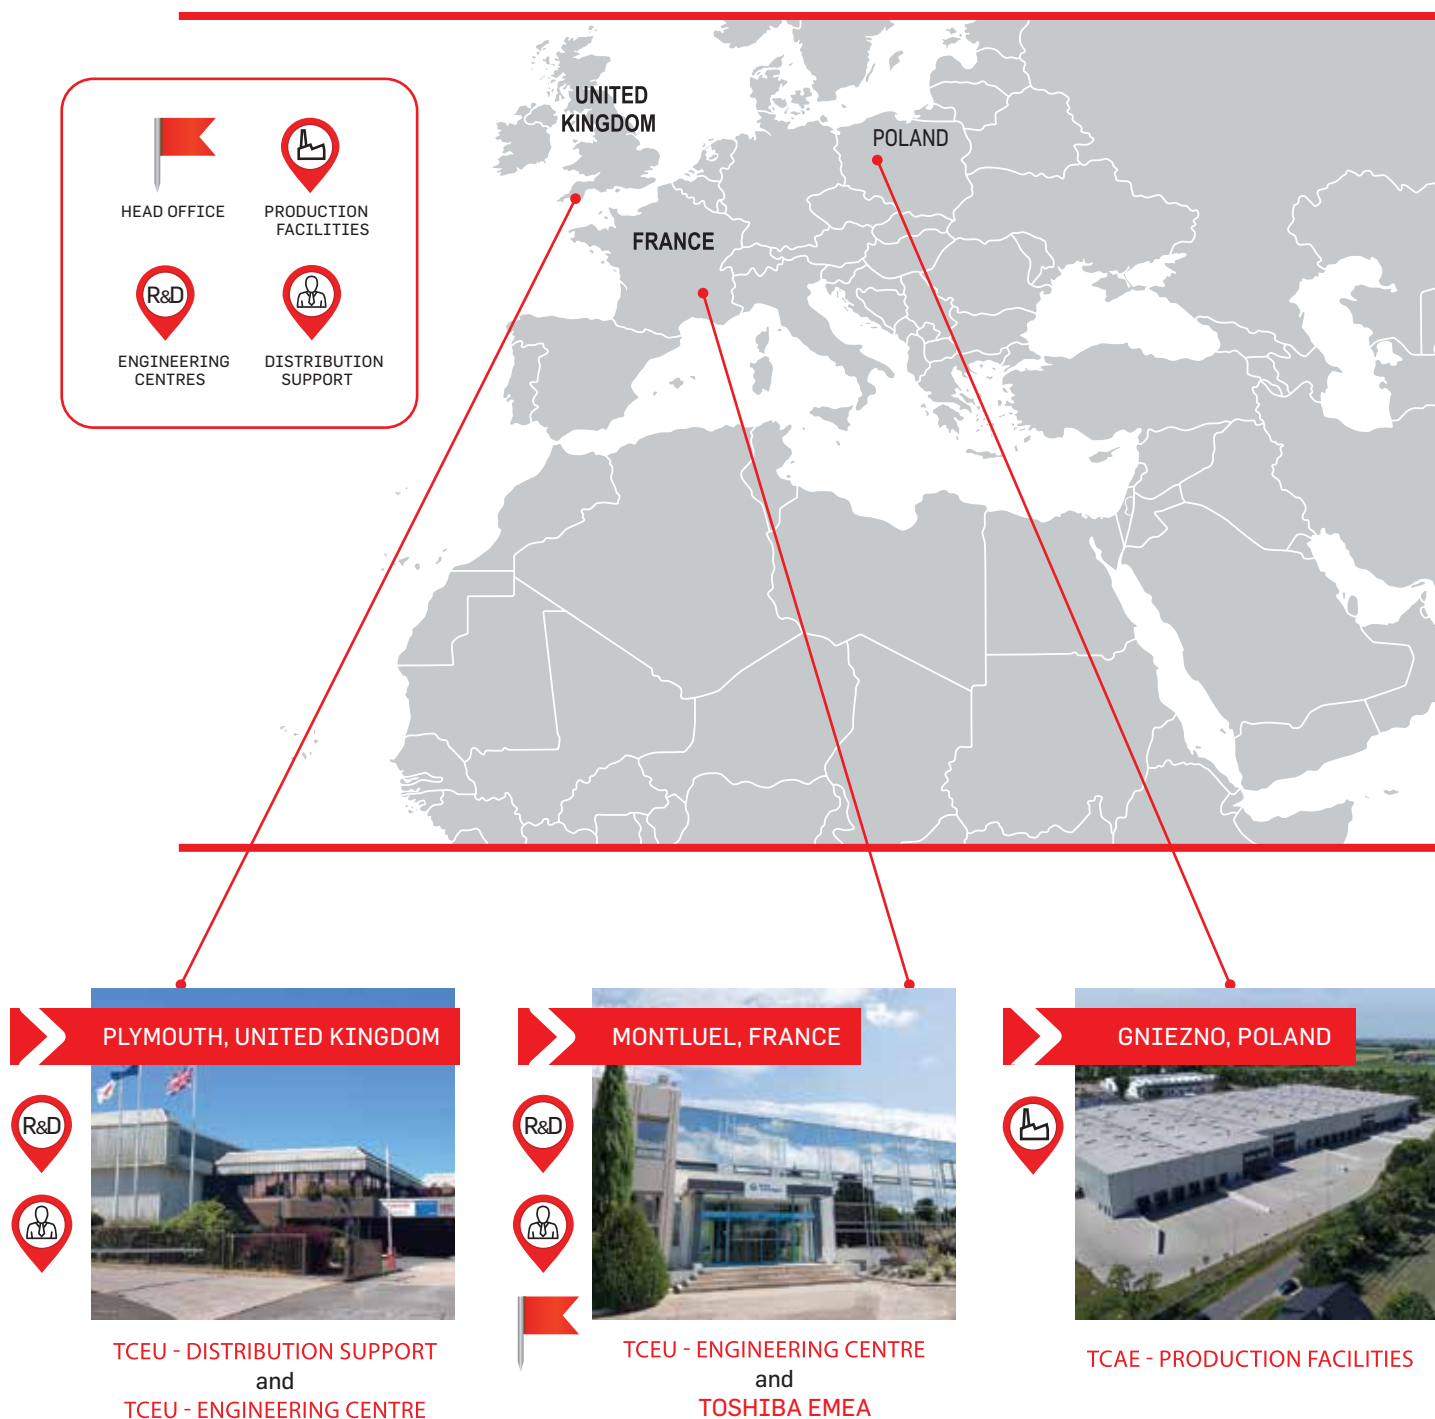 UNITED
KINGDOM
POLAND
FRANCE
HEAD OFFICE
PRODUCTION
FACILITIES
R&D
ENGINEERING
CENTRES
DISTRIBUTION
SUPPORT
PLYMOUTH, UNITED KINGDOM
R&D
TCEU - DISTRIBUTION SUPPORT
and
TCEU - ENGINEERING CENTRE
MONTLUEL, FRANCE
R&D
TCEU - ENGINEERING CENTRE
and
TOSHIBA EMEA
GNIEZNO, POLAND
TCAE - PRODUCTION FACILITIES